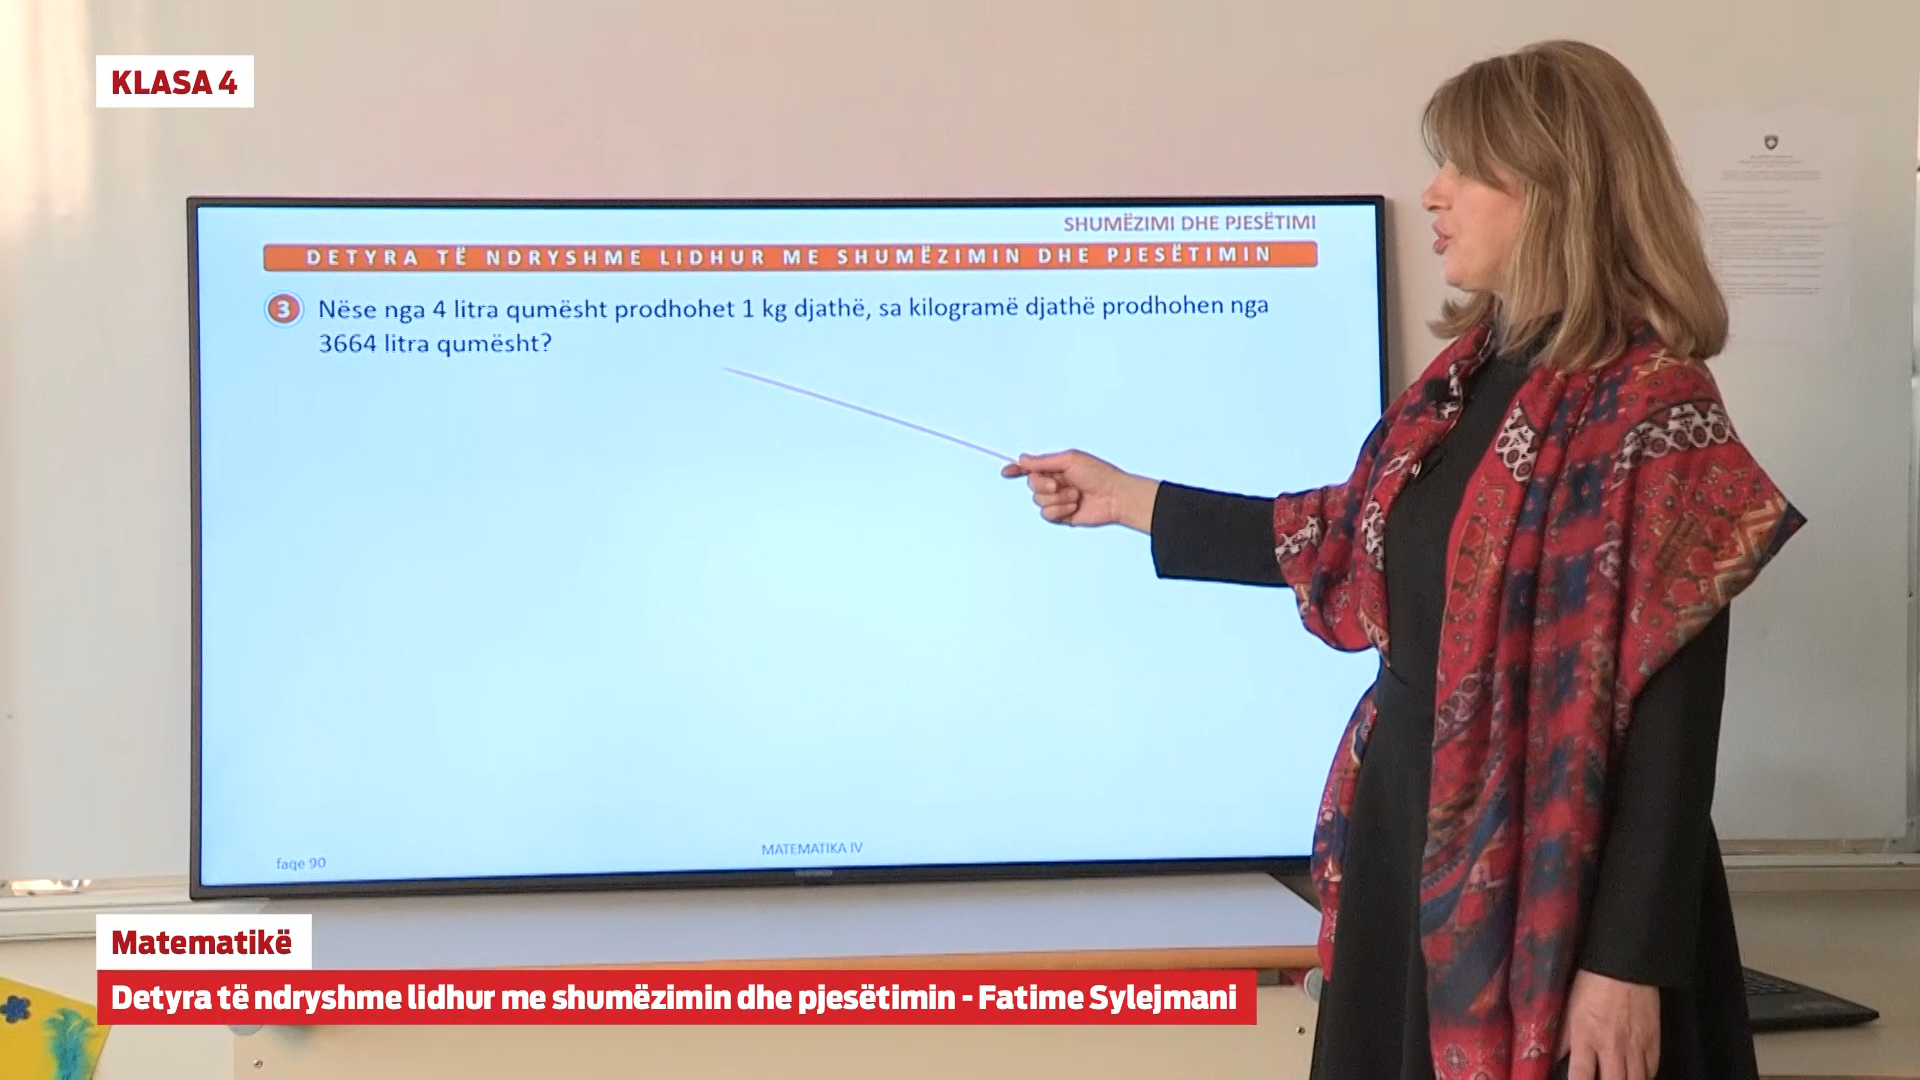 KLASA 4
SHUMËZIMI DHE PJESËTIMI
DETYRA TË NDRYSHME LIDHUR ME SHUMËZIMIN DHE PJESËTIMIN
3 Nëse nga 4 litra qumësht prodhohet 1 kg djathë, sa kilogramë djathë prodhohen nga
3664 litra qumësht?
MATEMATIKA IV
faqe 90
Matematikë
Detyra të ndryshme lidhur me shumëzimin dhe pjesëtimin - Fatime Sylejmani